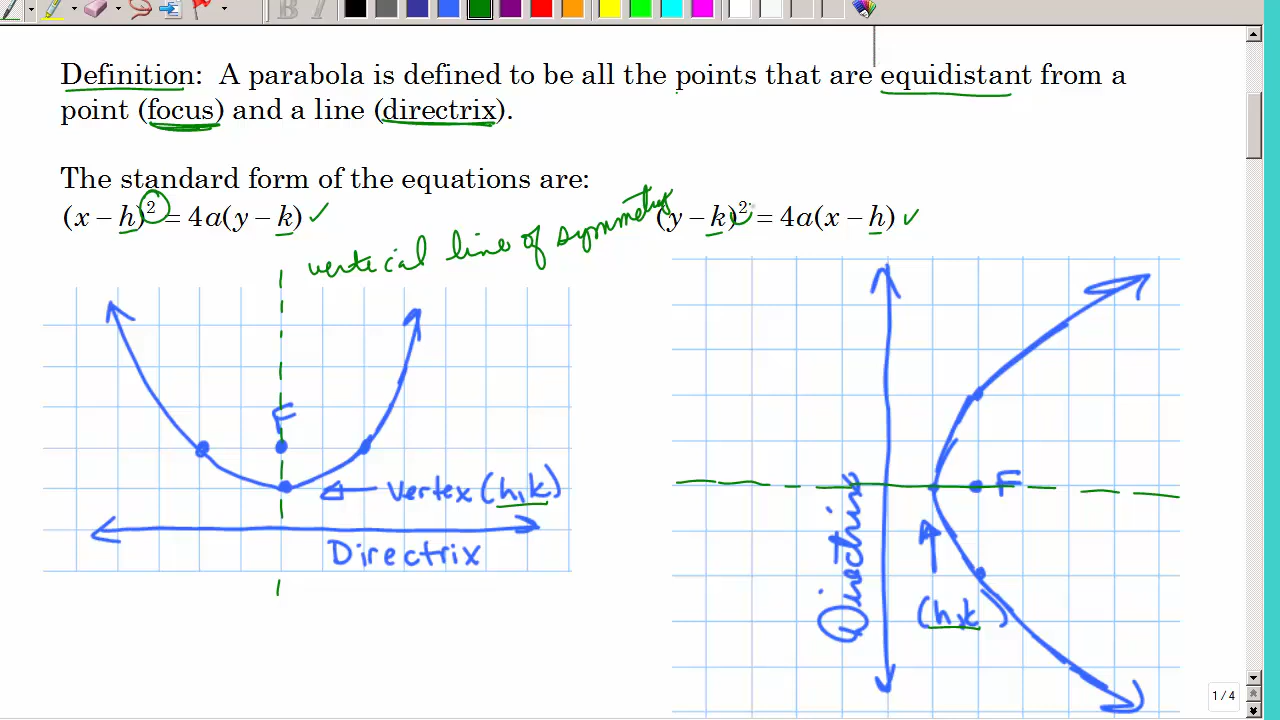 Definition: A parabola is defined to be all the points that are equidistant from a
point (focus) and a line (directrix).
The standard form of the equations are:
(x − h)² = 4a(y − k) ✓
(y − k)² = 4a(x − h) ✓
vertical line of symmetry
F
Vertex (h,k)
Directrix
Directrix
F
(h,k)
1/4